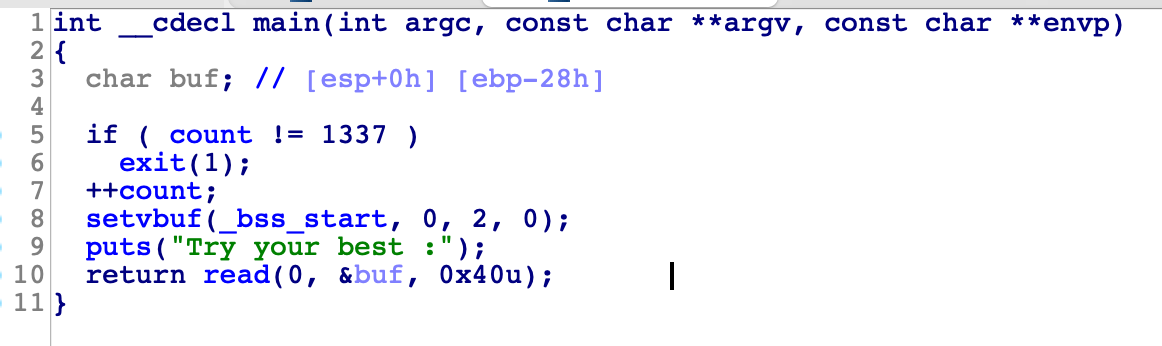 1 int __cdecl main(int argc, const char **argv, const char **envp)
2 {
3   char buf; // [esp+0h] [ebp-28h]
4
5   if ( count != 1337 )
6     exit(1);
7   ++count;
8   setvbuf(_bss_start, 0, 2, 0);
9   puts("Try your best :");
10   return read(0, &buf, 0x40u);
11 }